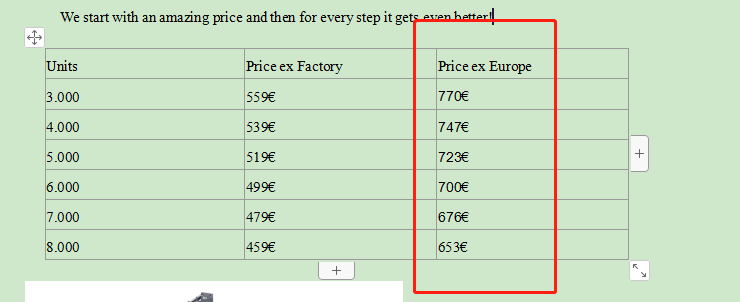 We start with an amazing price and then for every step it gets even better!
Units Price ex Factory Price ex Europe
3.000 559€ 770€
4.000 539€ 747€
5.000 519€ 723€
6.000 499€ 700€
7.000 479€ 676€
8.000 459€ 653€